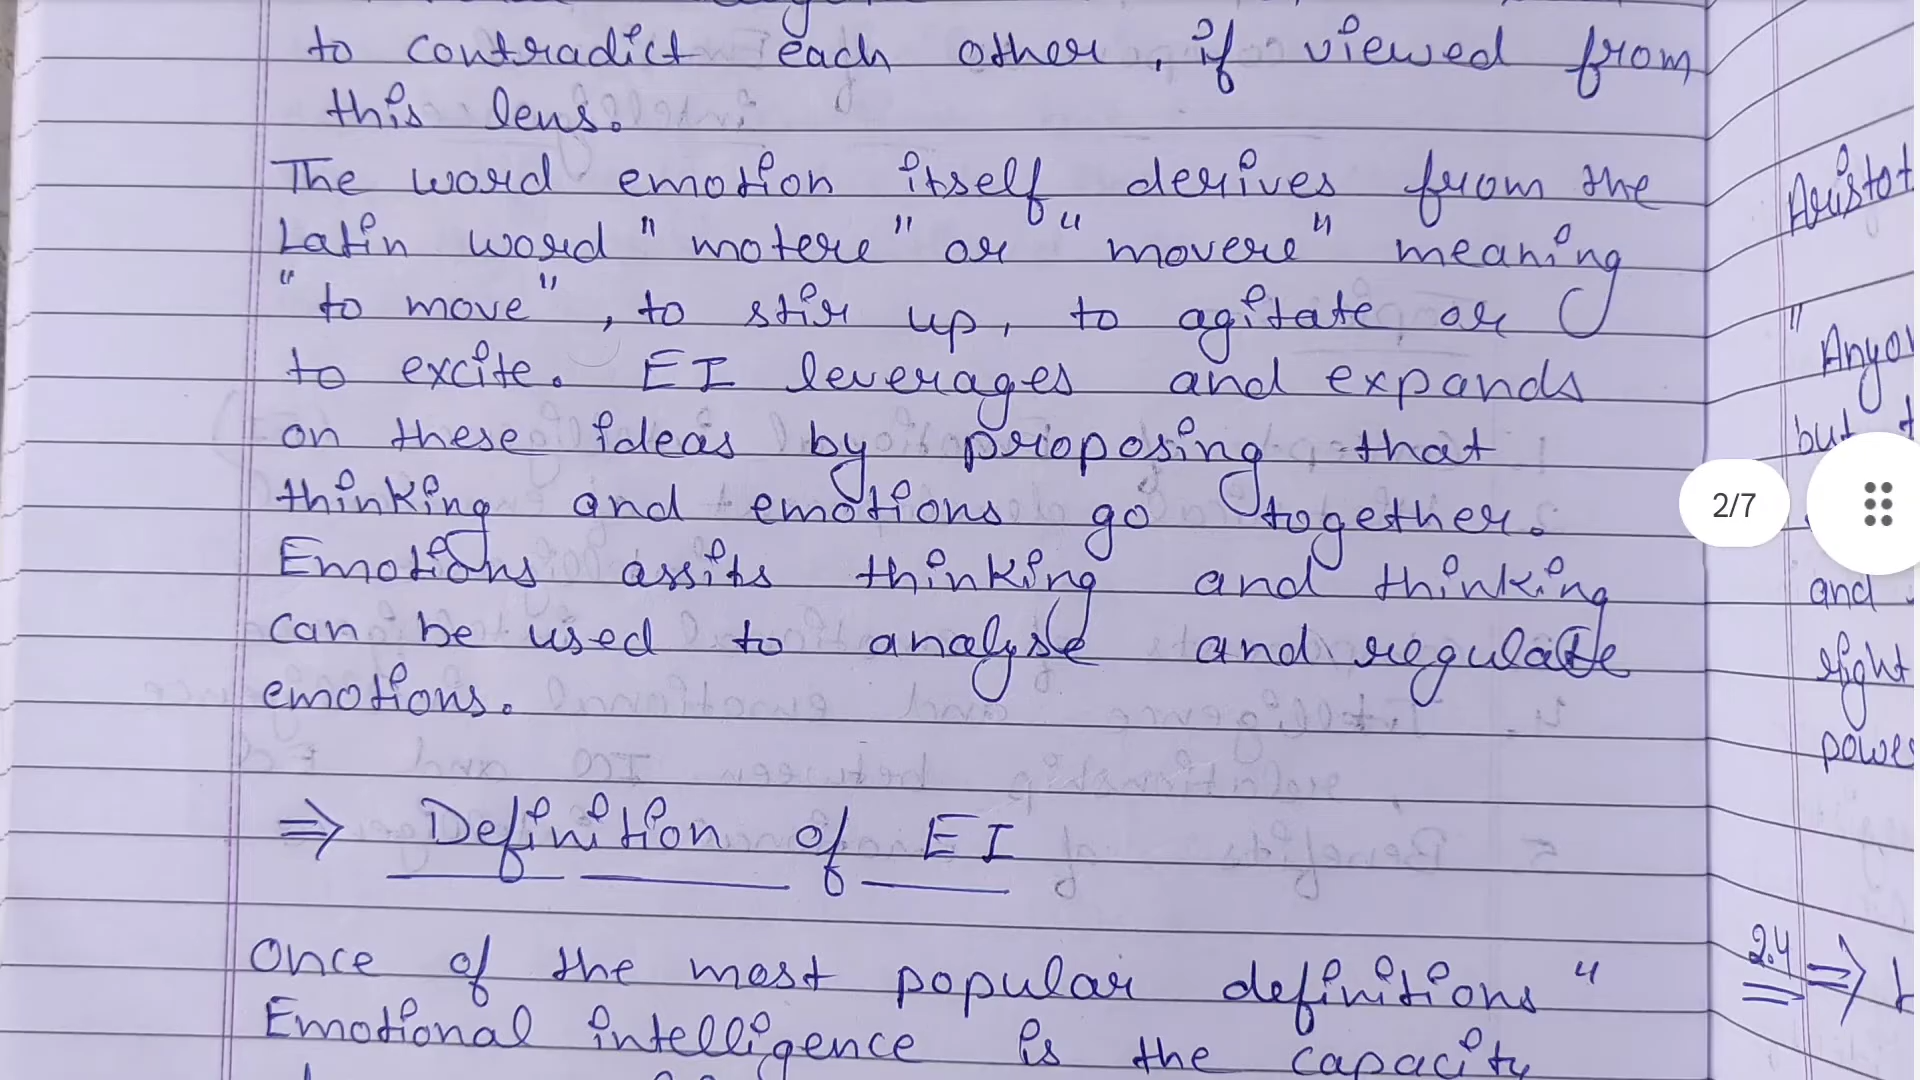 to contradict each other, if viewed from
this lens.
The word emotion itself derives from the
Latin word "motere" or "movere" meaning
"to move", to stir up, to agitate or
to excite. EI leverages and expands
on these ideas by proposing that
thinking and emotions go together.
Emotions assits thinking and thinking
can be used to analyse and regulate
emotions.
⇒ Definition of EI
Once of the most popular definitions "
Emotional intelligence is the capacity
Aristot
" Anyo
but t
and
right
power
2.4 ⇒
2/7